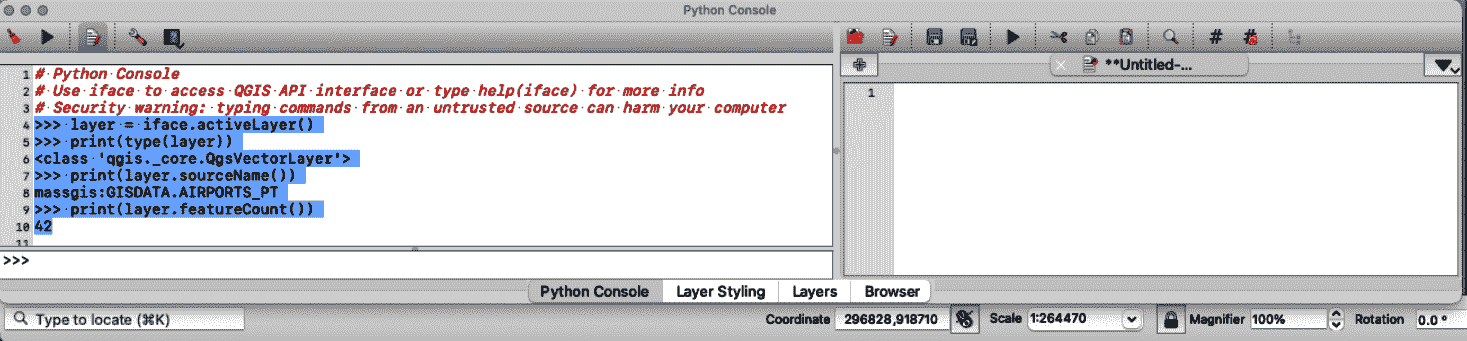 Python Console
1 # Python Console
2 # Use iface to access QGIS API interface or type help(iface) for more info
3 # Security warning: typing commands from an untrusted source can harm your computer
4 >>> layer = iface.activeLayer()
5 >>> print(type(layer))
6 <class 'qgis._core.QgsVectorLayer'>
7 >>> print(layer.sourceName())
8 massgis:GISDATA.AIRPORTS_PT
9 >>> print(layer.featureCount())
10 42
11
>>>
**Untitled-...
1
Python Console Layer Styling Layers Browser
Type to locate (⌘K) Coordinate 296828,918710 Scale 1:264470 Magnifier 100% Rotation 0.0 °